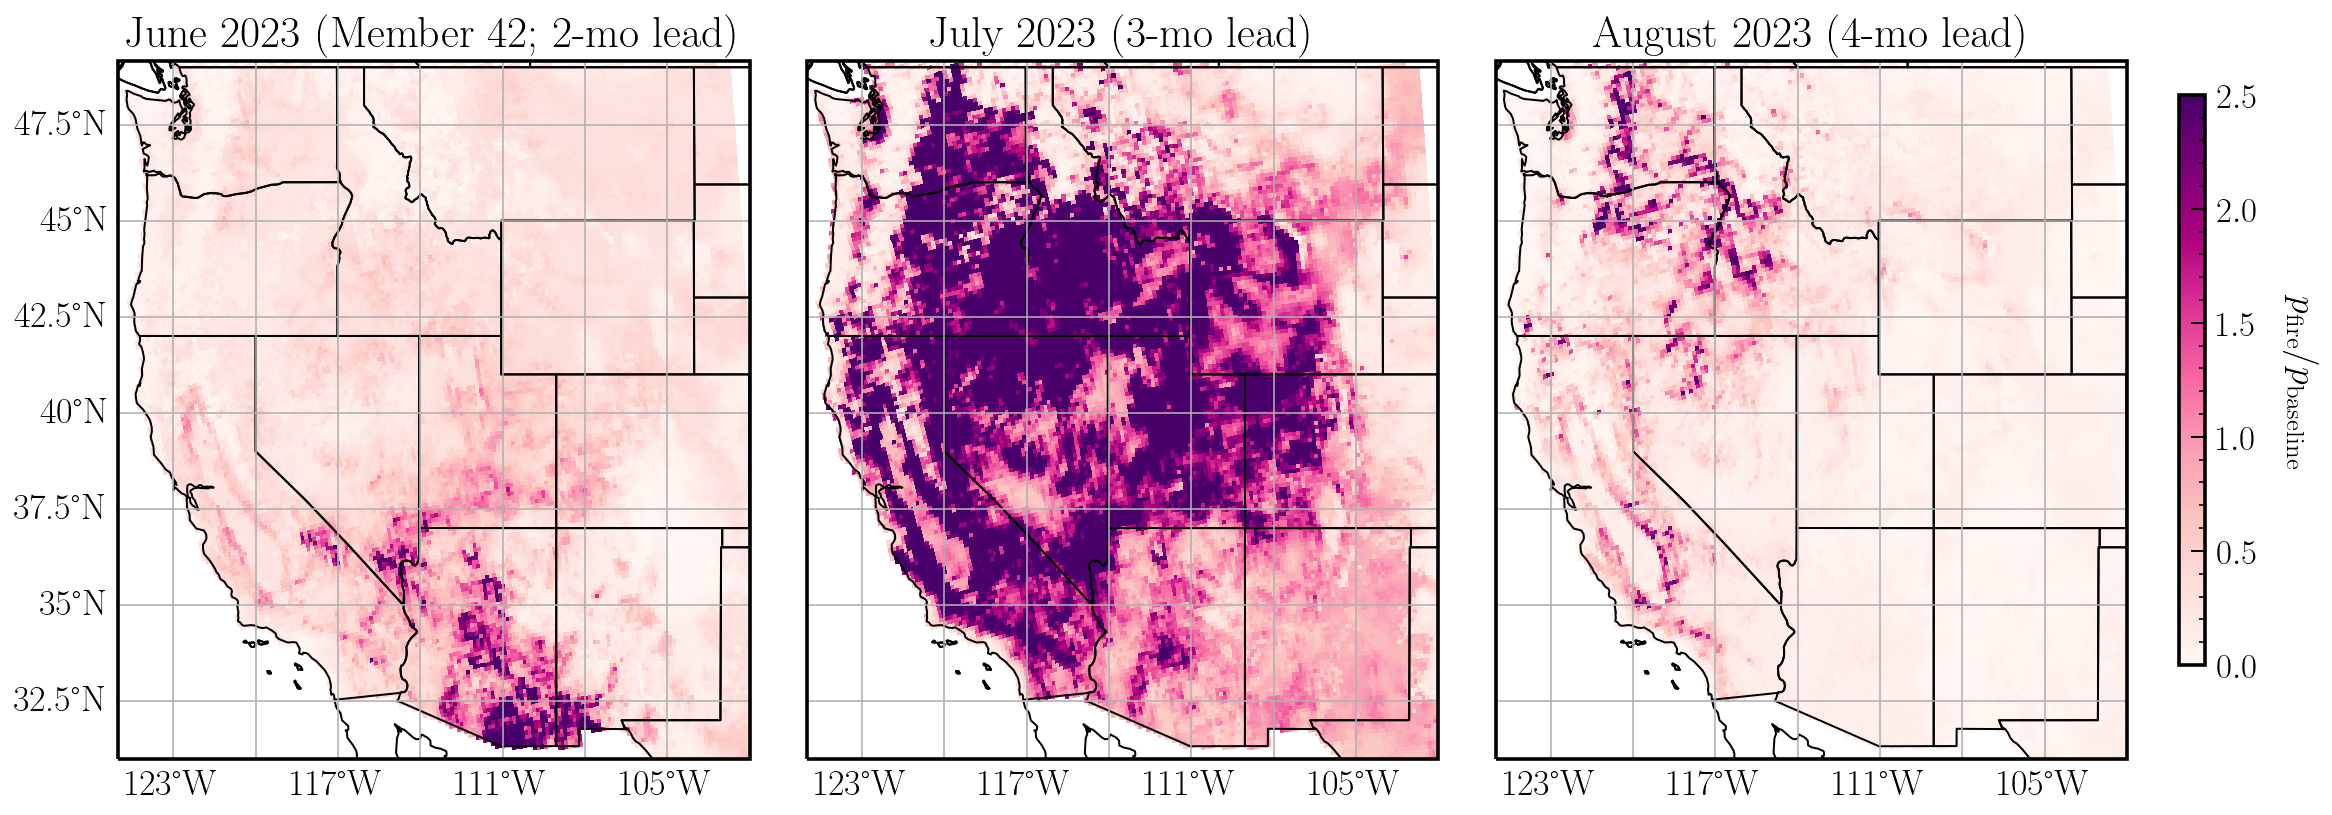 June 2023 (Member 42; 2-mo lead)
July 2023 (3-mo lead)
August 2023 (4-mo lead)
47.5°N
45°N
42.5°N
40°N
37.5°N
35°N
32.5°N
123°W 117°W 111°W 105°W
123°W 117°W 111°W 105°W
123°W 117°W 111°W 105°W
2.5
2.0
1.5
1.0
0.5
0.0
pfire/pbaseline